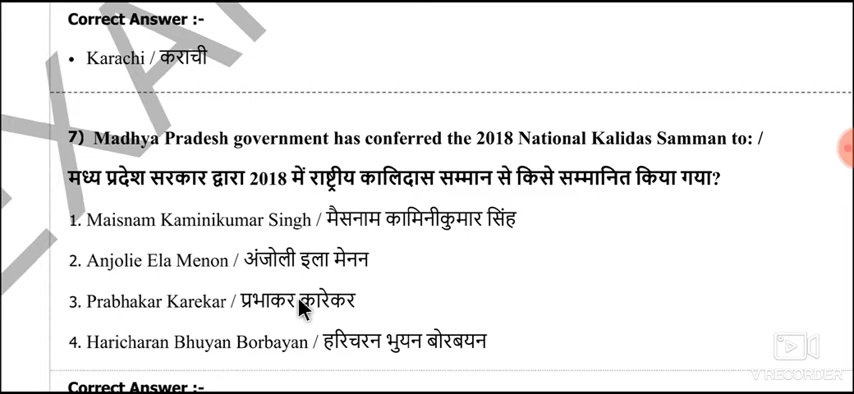 Correct Answer :-
• Karachi / कराची
7) Madhya Pradesh government has conferred the 2018 National Kalidas Samman to: /
मध्य प्रदेश सरकार द्वारा 2018 में राष्ट्रीय कालिदास सम्मान से किसे सम्मानित किया गया?
1. Maisnam Kaminikumar Singh / मैसनाम कामिनीकुमार सिंह
2. Anjolie Ela Menon / अंजोली इला मेनन
3. Prabhakar Karekar / प्रभाकर कारेकर
4. Haricharan Bhuyan Borbayan / हरिचरन भुयन बोरबयन
V RECORDER
Correct Answer :-